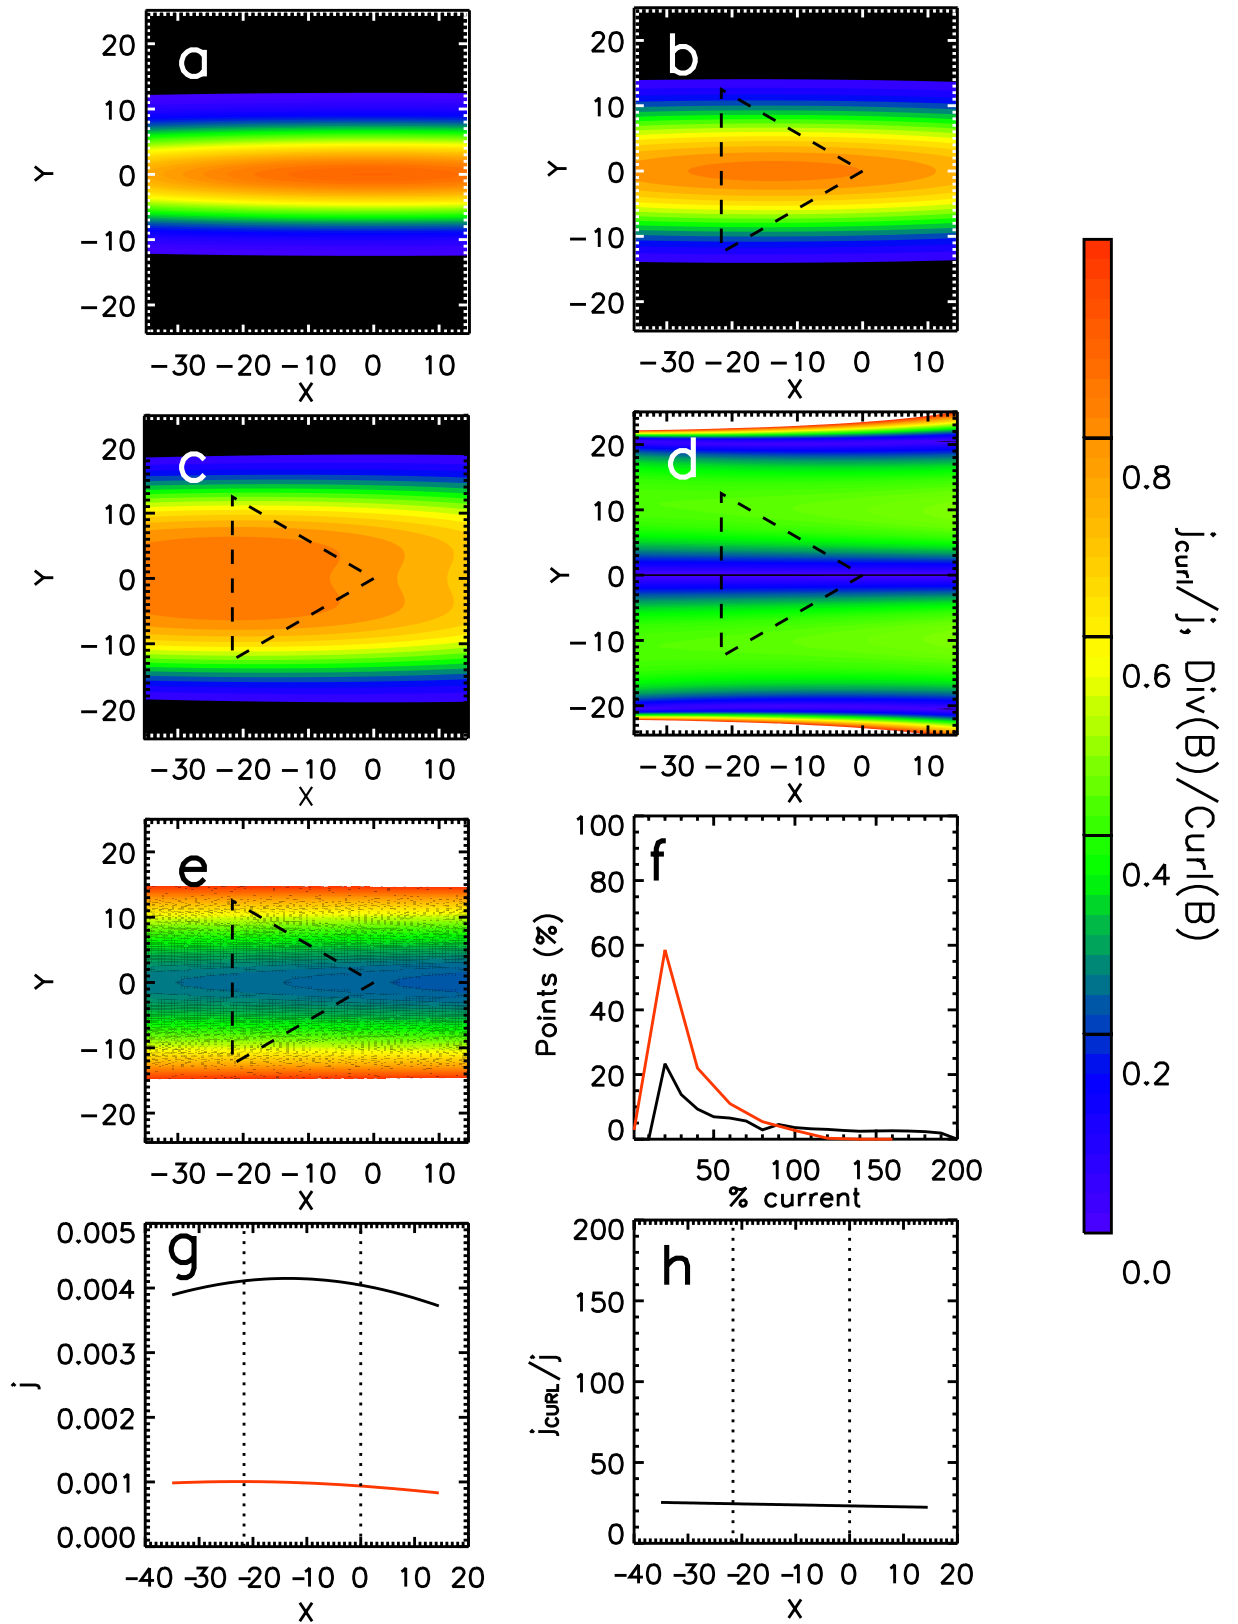 a
20
10
0
−10
−20
Y
−30 −20 −10 0 10
X
b
20
10
0
−10
−20
Y
−30 −20 −10 0 10
X
c
20
10
0
−10
−20
Y
−30 −20 −10 0 10
X
d
20
10
0
−10
−20
Y
−30 −20 −10 0 10
X
e
20
10
0
−10
−20
Y
−30 −20 −10 0 10
X
f
100
80
60
40
20
0
Points (%)
50 100 150 200
% current
g
0.005
0.004
0.003
0.002
0.001
0.000
j
−40 −30 −20 −10 0 10 20
X
h
200
150
100
50
0
jCURL/j
−40 −30 −20 −10 0 10 20
X
0.8
0.6
0.4
0.2
0.0
jcurl/j, Div(B)/Curl(B)